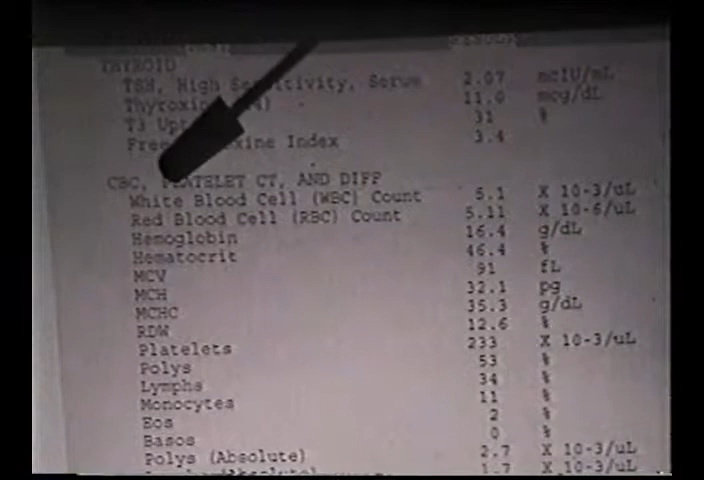 RESULTS
THYROID
TSH, High Sensitivity, Serum 2.07 mcIU/mL
11.0 mcg/dL
T3 31 %
Index 3.4
CBC, PLATELET CT, AND DIFF
White Blood Cell (WBC) Count 5.1 X 10-3/uL
Red Blood Cell (RBC) Count 5.11 X 10-6/uL
Hemoglobin 16.4 g/dL
Hematocrit 46.4 %
MCV 91 fL
MCH 32.1 pg
MCHC 35.3 g/dL
RDW 12.6 %
Platelets 233 X 10-3/uL
Polys 53 %
Lymphs 34 %
Monocytes 11 %
Eos 2 %
Basos 0 %
Polys (Absolute) 2.7 X 10-3/uL
1.7 X 10-3/uL